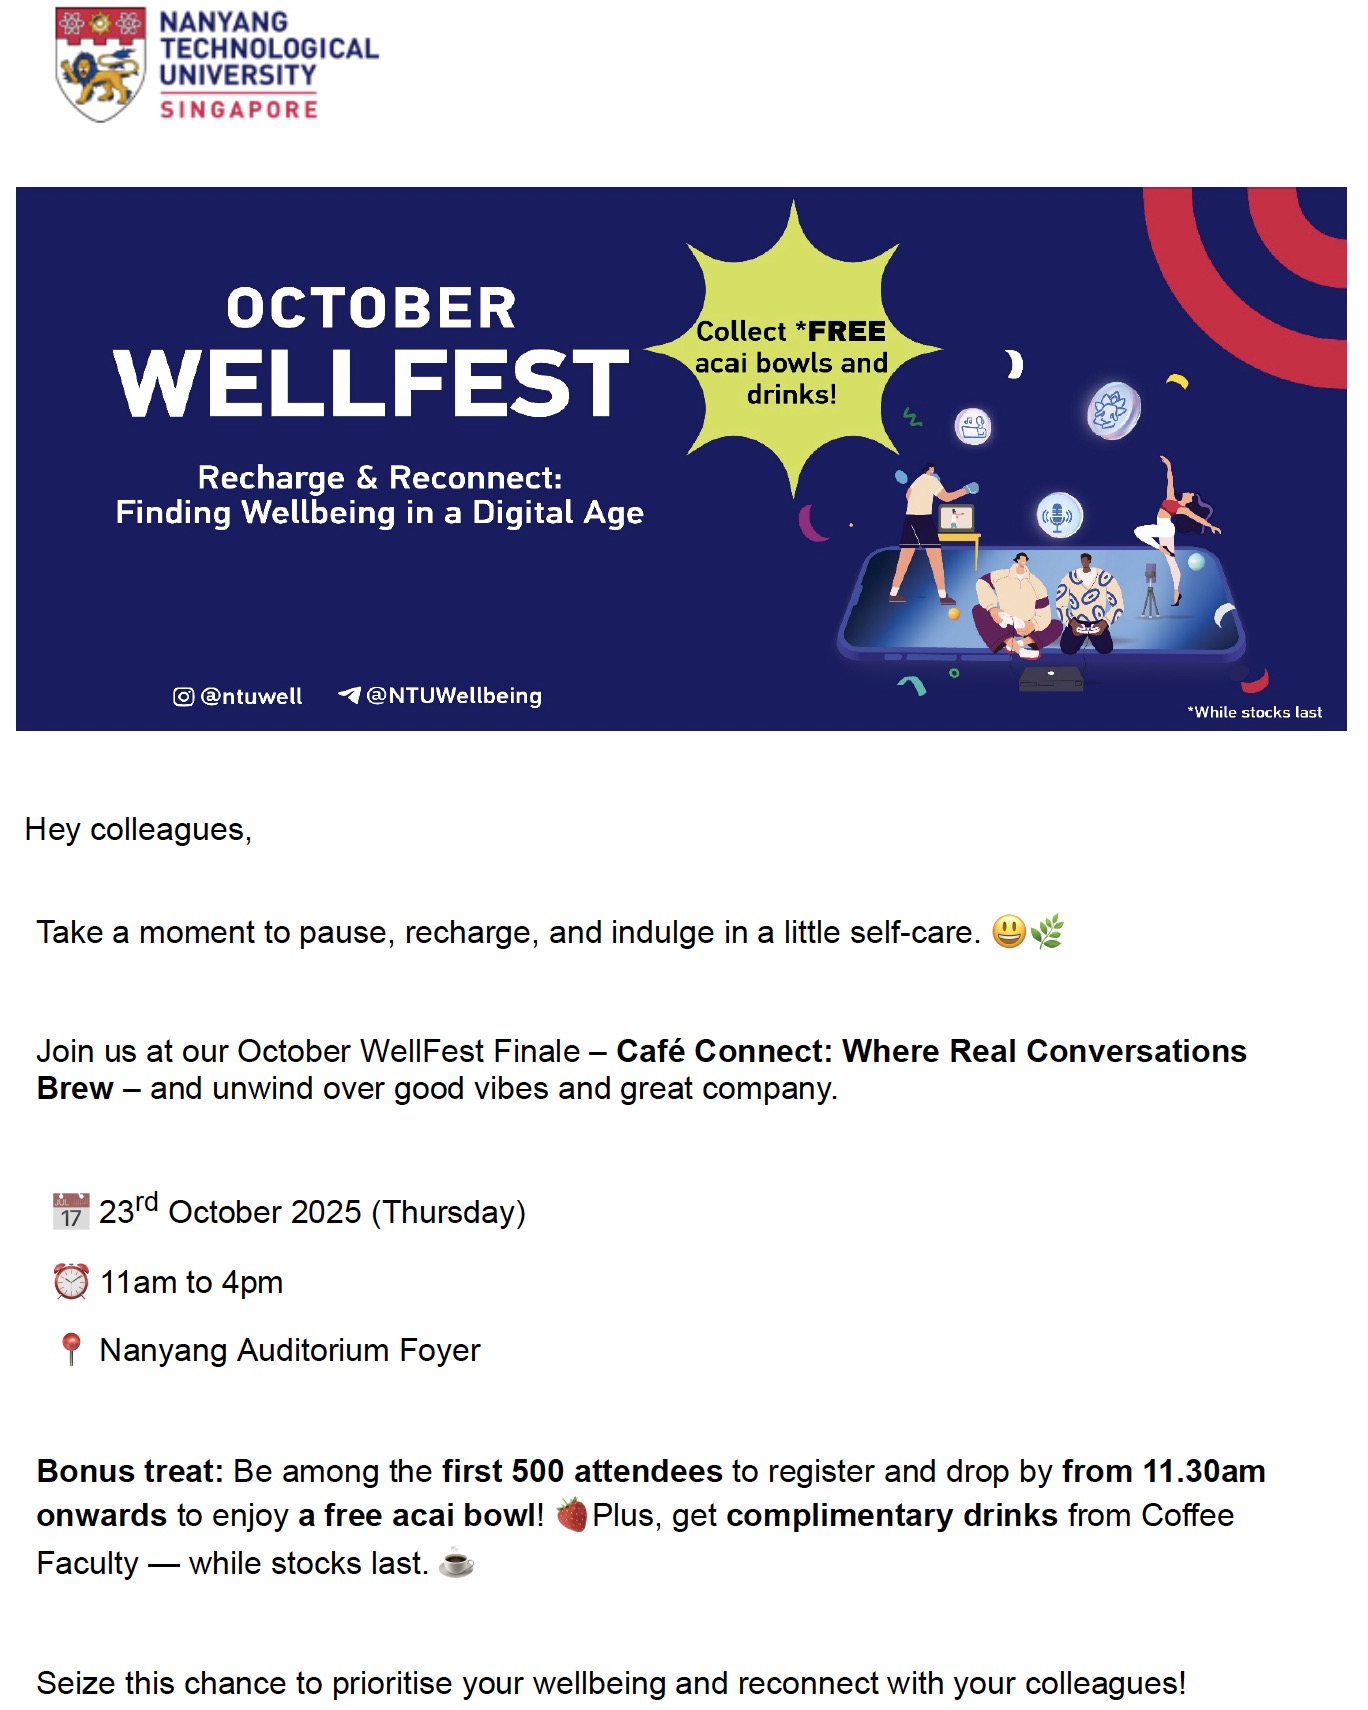 NANYANG
TECHNOLOGICAL
UNIVERSITY
SINGAPORE
OCTOBER
WELLFEST
Recharge & Reconnect:
Finding Wellbeing in a Digital Age
Collect *FREE
acai bowls and
drinks!
@ntuwell @NTUWellbeing
*While stocks last
Hey colleagues,
Take a moment to pause, recharge, and indulge in a little self-care. 😃🌿
Join us at our October WellFest Finale – Café Connect: Where Real Conversations
Brew – and unwind over good vibes and great company.
📅 23rd October 2025 (Thursday)
⏰ 11am to 4pm
📍 Nanyang Auditorium Foyer
Bonus treat: Be among the first 500 attendees to register and drop by from 11.30am
onwards to enjoy a free acai bowl! 🍓Plus, get complimentary drinks from Coffee
Faculty — while stocks last. ☕
Seize this chance to prioritise your wellbeing and reconnect with your colleagues!